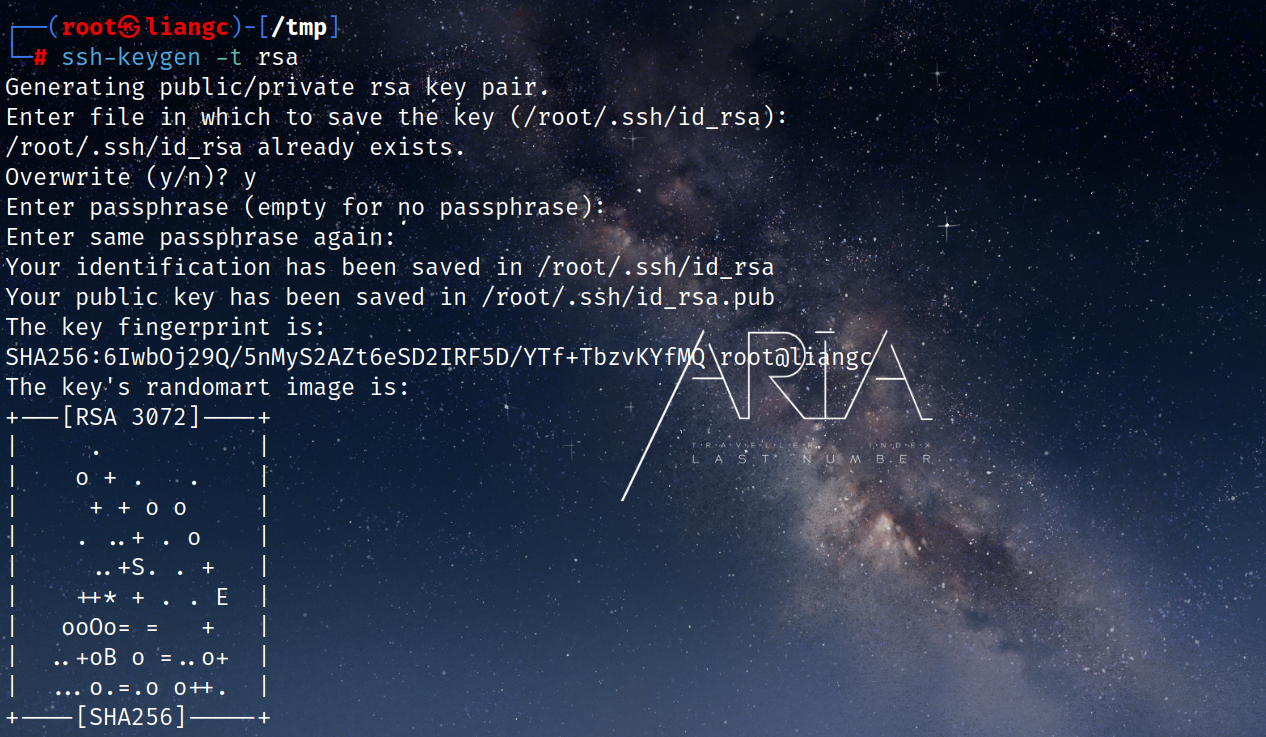 ┌──(root㉿liangc)-[/tmp]
└─# ssh-keygen -t rsa
Generating public/private rsa key pair.
Enter file in which to save the key (/root/.ssh/id_rsa):
/root/.ssh/id_rsa already exists.
Overwrite (y/n)? y
Enter passphrase (empty for no passphrase):
Enter same passphrase again:
Your identification has been saved in /root/.ssh/id_rsa
Your public key has been saved in /root/.ssh/id_rsa.pub
The key fingerprint is:
SHA256:6IwbOj29Q/5nMyS2AZt6eSD2IRF5D/YTf+TbzvKYfMQ root@liangc
The key's randomart image is:
+---[RSA 3072]----+
|     .           |
|    o + .   .    |
|     + + o o     |
|    . ..+ . o    |
|     ..+S. . +   |
|    ++* + . . E  |
|   ooOo= =   +   |
|  ..+oB o =..o+  |
|  ...o.=.o o++.  |
+----[SHA256]-----+
ARIA
TRAVELLER INDEX
LAST NUMBER